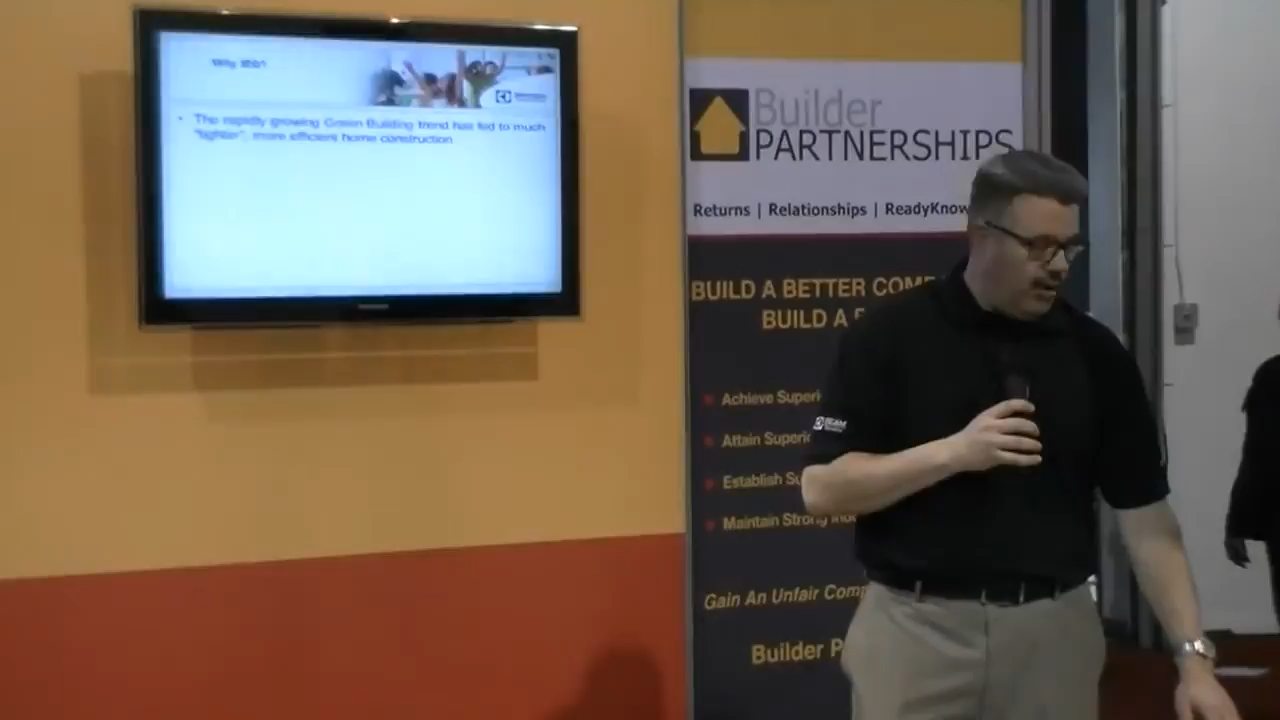 Why this?
• The rapidly growing Green Building trend has led to much
"tighter", more efficient home construction
Builder
PARTNERSHIPS
Returns | Relationships | ReadyKnow
BUILD A BETTER COM
BUILD A
Achieve Superi
Attain Superio
Establish Su
Maintain Strong
Gain An Unfair Comp
Builder P
BEAM